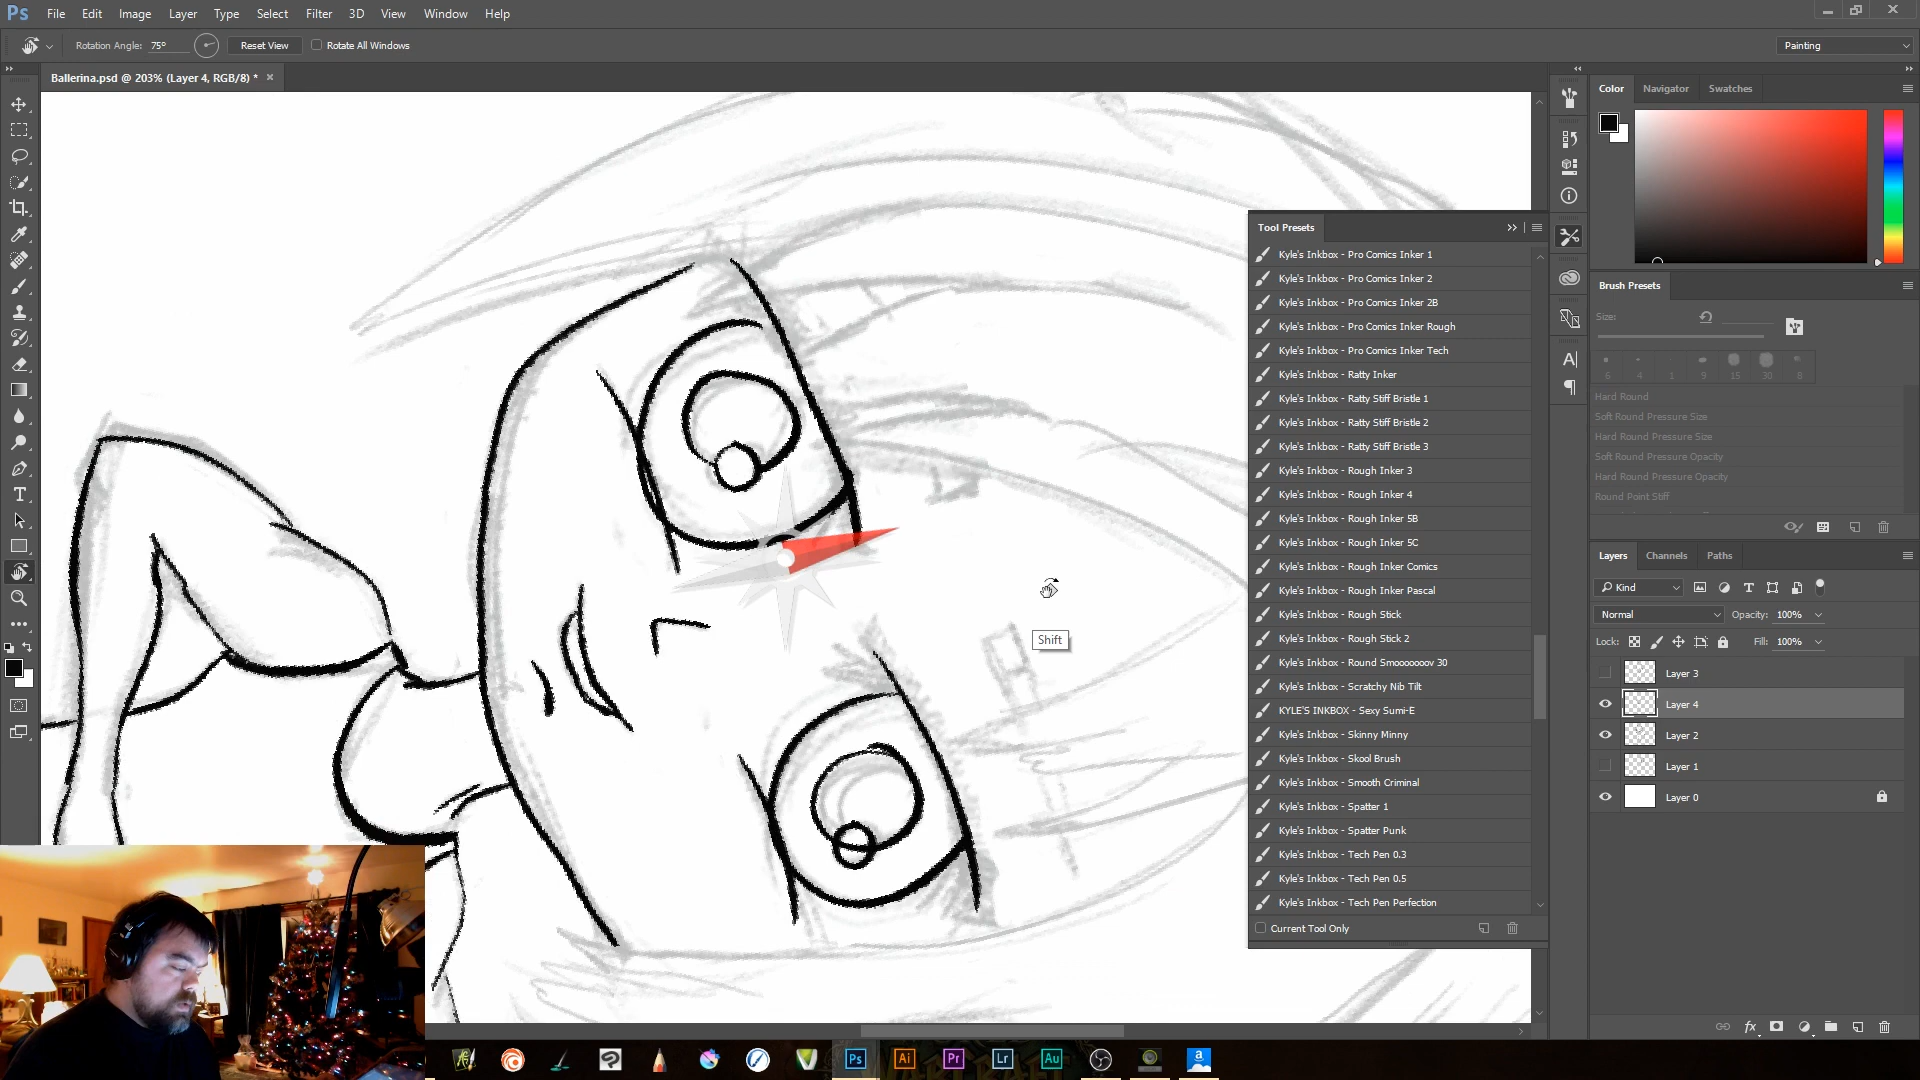 Ps File Edit Image Layer Type Select Filter 3D View Window Help
Rotation Angle: 75° Reset View Rotate All Windows Painting
Ballerina.psd @ 203% (Layer 4, RGB/8) * ×
Color Navigator Swatches
Tool Presets
Kyle's Inkbox - Pro Comics Inker 1
Kyle's Inkbox - Pro Comics Inker 2
Kyle's Inkbox - Pro Comics Inker 2B
Kyle's Inkbox - Pro Comics Inker Rough
Kyle's Inkbox - Pro Comics Inker Tech
Kyle's Inkbox - Ratty Inker
Kyle's Inkbox - Ratty Stiff Bristle 1
Kyle's Inkbox - Ratty Stiff Bristle 2
Kyle's Inkbox - Ratty Stiff Bristle 3
Kyle's Inkbox - Rough Inker 3
Kyle's Inkbox - Rough Inker 4
Kyle's Inkbox - Rough Inker 5B
Kyle's Inkbox - Rough Inker 5C
Kyle's Inkbox - Rough Inker Comics
Kyle's Inkbox - Rough Inker Pascal
Kyle's Inkbox - Rough Stick
Kyle's Inkbox - Rough Stick 2
Kyle's Inkbox - Round Smooooooov 30
Kyle's Inkbox - Scratchy Nib Tilt
KYLE'S INKBOX - Sexy Sumi-E
Kyle's Inkbox - Skinny Minny
Kyle's Inkbox - Skool Brush
Kyle's Inkbox - Smooth Criminal
Kyle's Inkbox - Spatter 1
Kyle's Inkbox - Spatter Punk
Kyle's Inkbox - Tech Pen 0.3
Kyle's Inkbox - Tech Pen 0.5
Kyle's Inkbox - Tech Pen Perfection
Current Tool Only
Shift
Brush Presets
Size:
6 4 1 9 15 30 8
Hard Round
Soft Round Pressure Size
Hard Round Pressure Size
Soft Round Pressure Opacity
Hard Round Pressure Opacity
Round Point Stiff
Layers Channels Paths
Kind
Normal Opacity: 100%
Lock: Fill: 100%
Layer 3
Layer 4
Layer 2
Layer 1
Layer 0
Ps Ai Pr Lr Au a